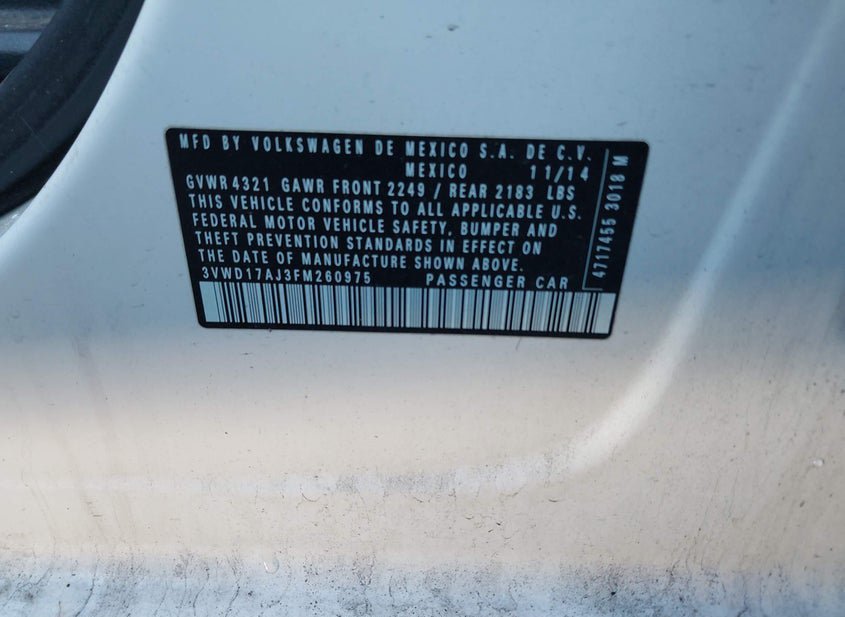 MFD BY VOLKSWAGEN DE MEXICO S.A. DE C.V.
MEXICO 11/14
GVWR 4321 GAWR FRONT 2249 / REAR 2183 LBS
THIS VEHICLE CONFORMS TO ALL APPLICABLE U.S.
FEDERAL MOTOR VEHICLE SAFETY, BUMPER AND
THEFT PREVENTION STANDARDS IN EFFECT ON
THE DATE OF MANUFACTURE SHOWN ABOVE.
3VWD17AJ3FM260975 PASSENGER CAR
4717455 3018 M